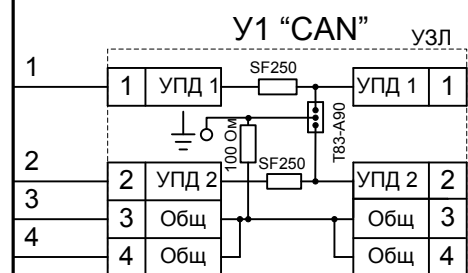 У1 “CAN”
УЗЛ
1
SF250
1 УПД 1
УПД 1 1
100 Ом
T83-A90
2
SF250
2 УПД 2
УПД 2 2
3
3 Общ
Общ 3
4
4 Общ
Общ 4